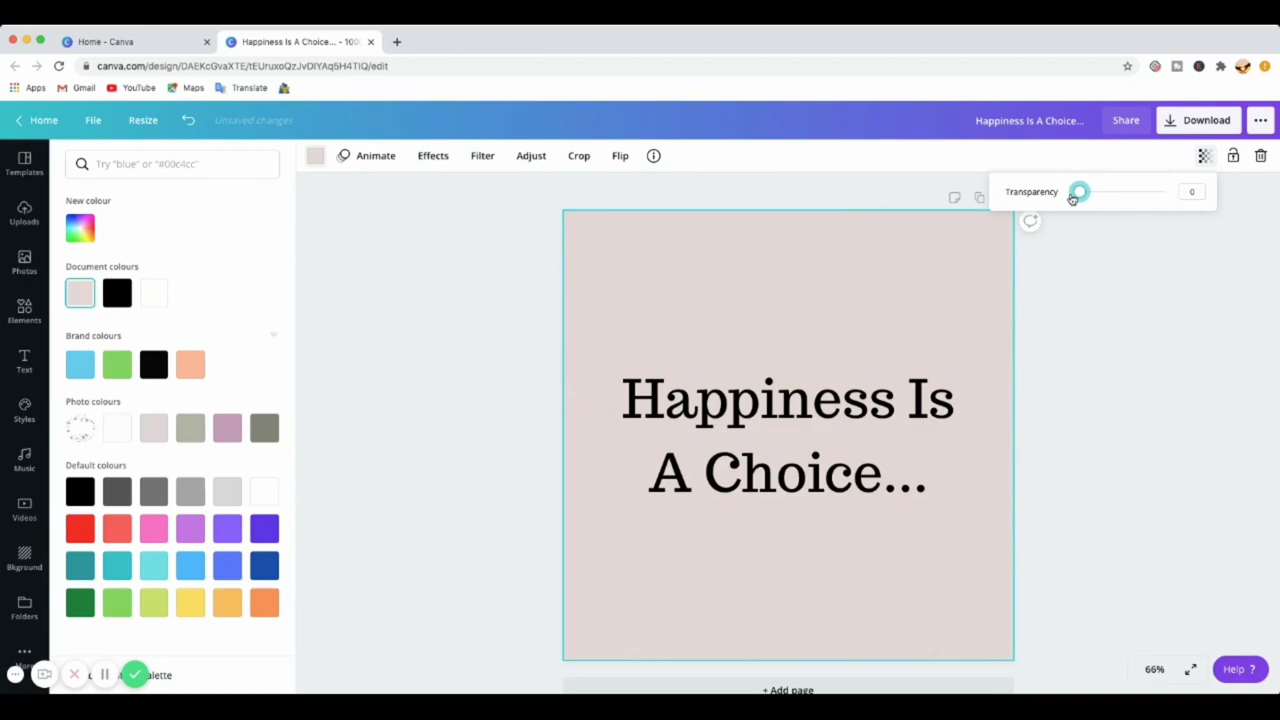 Home - Canva
Happiness Is A Choice... - 100
canva.com/design/DAEKcGvaXTE/tEUruxoQzJvDlYAq5H4TIQ/edit
Apps
Gmail
YouTube
Maps
Translate
Home
File
Resize
Unsaved changes
Happiness Is A Choice...
Share
Download
Templates
Uploads
Photos
Elements
Text
Styles
Music
Videos
Bkground
Folders
More
Try "blue" or "#00c4cc"
New colour
Document colours
Brand colours
Photo colours
Default colours
Animate
Effects
Filter
Adjust
Crop
Flip
Transparency
0
Happiness Is
A Choice...
+ Add page
66%
Help ?